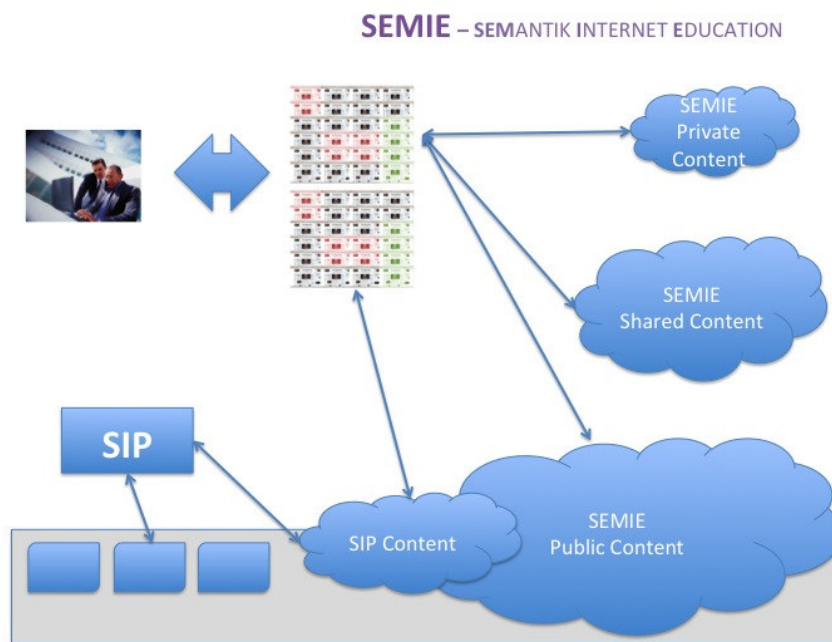 SEMIE – SEMANTIK INTERNET EDUCATION
SEMIE
Private
Content
SEMIE
Shared Content
SIP
SIP Content
SEMIE
Public Content